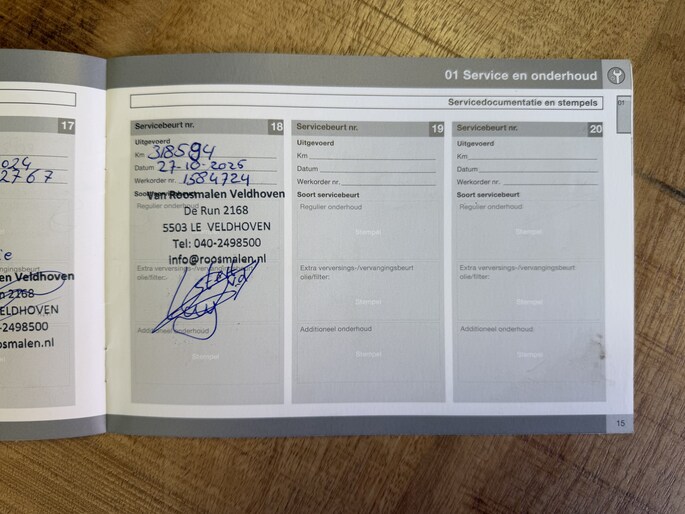 01 Service en onderhoud
01
Servicedocumentatie en stempels
17
2024
2767
en Veldhoven
n 2168
ELDHOVEN
-2498500
osmalen.nl
Servicebeurt nr. 18
Uitgevoerd
Km 318594
Datum 27-10-2025
Werkorder nr. 1584724
Soort servicebeurt
Van Roosmalen Veldhoven
Regulier onderhoud
De Run 2168
5503 LE VELDHOVEN
Tel: 040-2498500
info@roosmalen.nl
Extra verversings-/vervangingsbeurt
olie/filter:
Additioneel onderhoud
Stempel
Servicebeurt nr. 19
Uitgevoerd
Km
Datum
Werkorder nr.
Soort servicebeurt
Regulier onderhoud
Stempel
Extra verversings-/vervangingsbeurt
olie/filter:
Stempel
Additioneel onderhoud
Stempel
Servicebeurt nr. 20
Uitgevoerd
Km
Datum
Werkorder nr.
Soort servicebeurt
Regulier onderhoud
Stempel
Extra verversings-/vervangingsbeurt
olie/filter:
Stempel
Additioneel onderhoud
Stempel
15